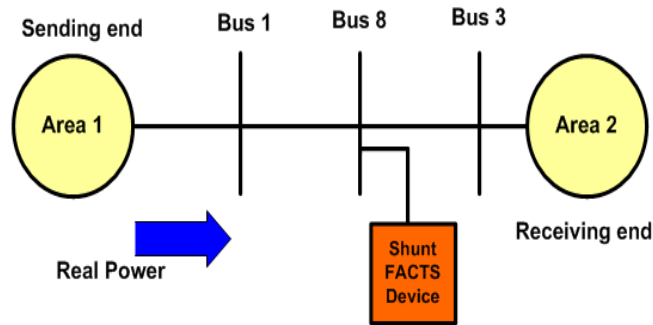 Sending end
Bus 1
Bus 8
Bus 3
Area 1
Area 2
Real Power
Shunt
FACTS
Device
Receiving end